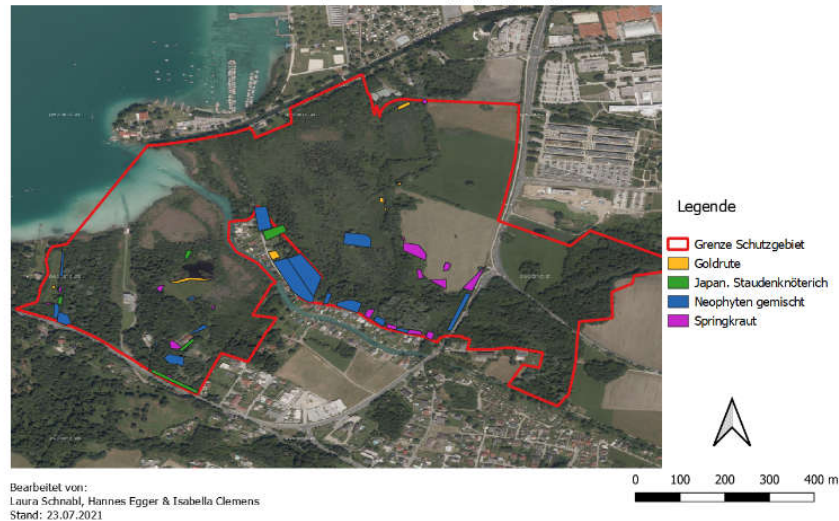 Legende
Grenze Schutzgebiet
Goldrute
Japan. Staudenknöterich
Neophyten gemischt
Springkraut
0 100 200 300 400 m
Bearbeitet von:
Laura Schnabl, Hannes Egger & Isabella Clemens
Stand: 23.07.2021